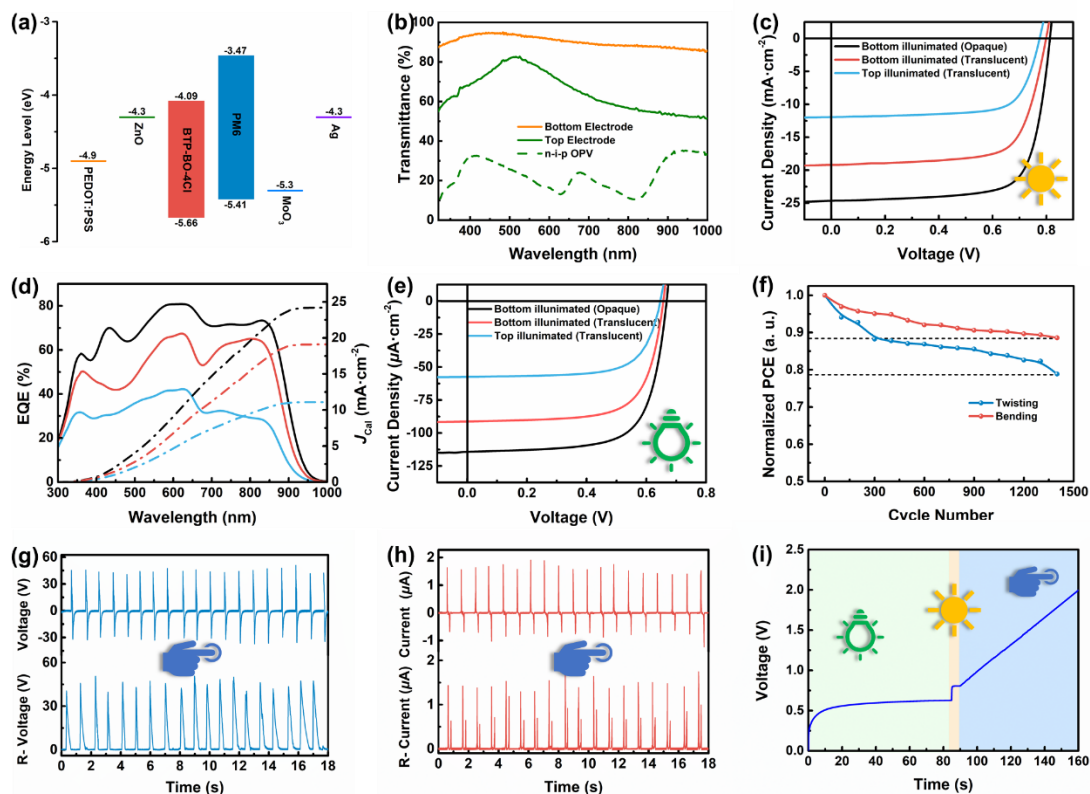 (a)
Energy Level (eV)
-3
-4
-5
-6
-4.9
PEDOT:PSS
-4.3
ZnO
-4.09
BTP-BO-4Cl
-5.66
-3.47
PM6
-5.41
-5.3
MoO3
-4.3
Ag
(b)
Transmittance (%)
100
80
60
40
20
0
Bottom Electrode
Top Electrode
n-i-p OPV
400 500 600 700 800 900 1000
Wavelength (nm)
(c)
Current Density (mA·cm-2)
0
-5
-10
-15
-20
-25
Bottom illunimated (Opaque)
Bottom illunimated (Translucent)
Top illunimated (Translucent)
0.0 0.2 0.4 0.6 0.8
Voltage (V)
(d)
EQE (%)
80
60
40
20
0
25
20
15
10
5
0
JCal (mA·cm-2)
300 400 500 600 700 800 900 1000
Wavelength (nm)
(e)
Current Density (μA·cm-2)
0
-25
-50
-75
-100
-125
Bottom illunimated (Opaque)
Bottom illunimated (Translucent)
Top illunimated (Translucent)
0.0 0.2 0.4 0.6 0.8
Voltage (V)
(f)
Normalized PCE (a. u.)
1.0
0.9
0.8
0.7
0.6
0.5
Twisting
Bending
0 300 600 900 1200 1500
Cycle Number
(g)
Voltage (V)
60
30
0
-30
R- Voltage (V)
60
30
0
0 2 4 6 8 10 12 14 16 18
Time (s)
(h)
Current (μA)
2
1
0
-1
R- Current (μA)
2
1
0
0 2 4 6 8 10 12 14 16 18
Time (s)
(i)
Voltage (V)
2.5
2.0
1.5
1.0
0.5
0.0
0 20 40 60 80 100 120 140 160
Time (s)